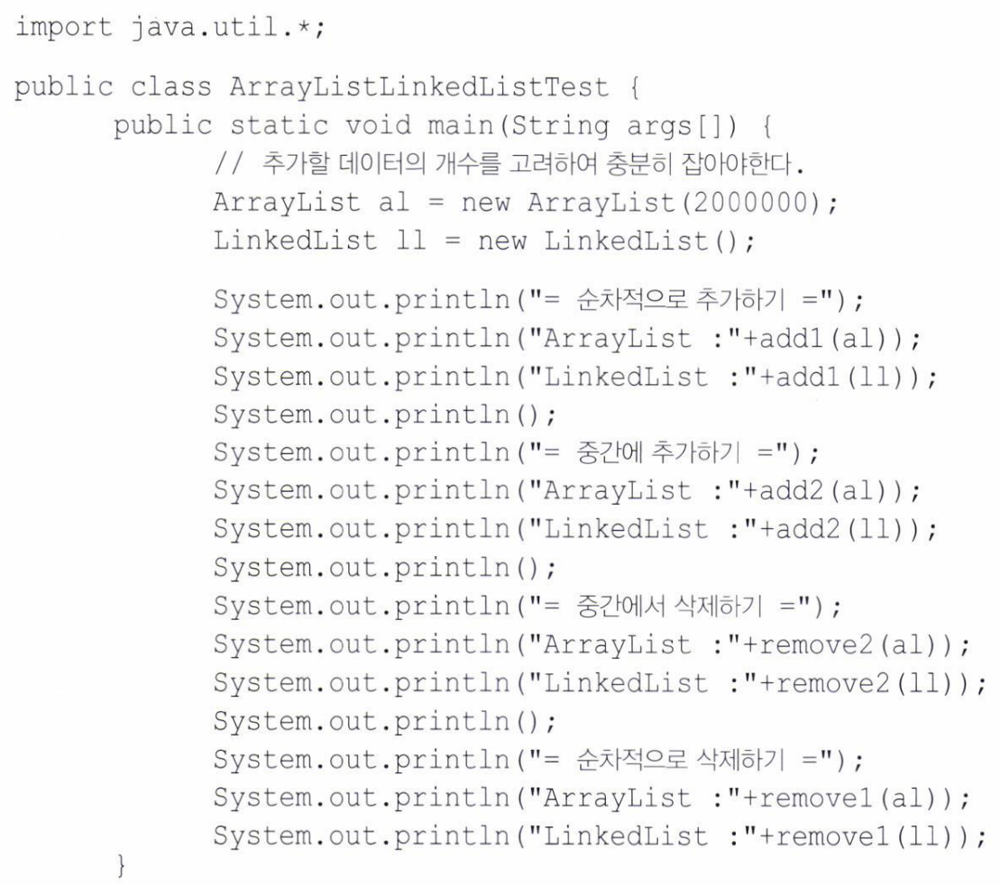 import java.util.*;
public class ArrayListLinkedListTest {
public static void main(String args[]) {
// 추가할 데이터의 개수를 고려하여 충분히 잡아야한다.
ArrayList al = new ArrayList(2000000);
LinkedList ll = new LinkedList();
System.out.println("= 순차적으로 추가하기 =");
System.out.println("ArrayList :"+add1(al));
System.out.println("LinkedList :"+add1(ll));
System.out.println();
System.out.println("= 중간에 추가하기 =");
System.out.println("ArrayList :"+add2(al));
System.out.println("LinkedList :"+add2(ll));
System.out.println();
System.out.println("= 중간에서 삭제하기 =");
System.out.println("ArrayList :"+remove2(al));
System.out.println("LinkedList :"+remove2(ll));
System.out.println();
System.out.println("= 순차적으로 삭제하기 =");
System.out.println("ArrayList :"+remove1(al));
System.out.println("LinkedList :"+remove1(ll));
}